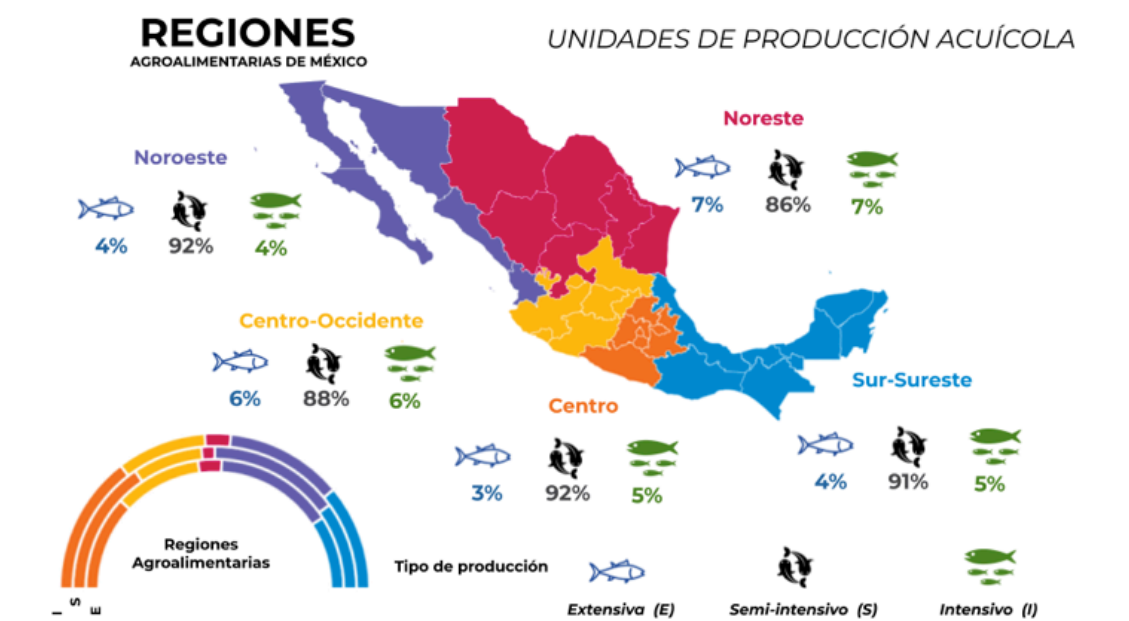 REGIONES
AGROALIMENTARIAS DE MÉXICO
UNIDADES DE PRODUCCIÓN ACUÍCOLA
Noreste
7% 86% 7%
Noroeste
4% 92% 4%
Centro-Occidente
6% 88% 6%
Sur-Sureste
4% 91% 5%
Centro
3% 92% 5%
Regiones
Agroalimentarias
I S E
Tipo de producción
Extensiva (E) Semi-intensivo (S) Intensivo (I)